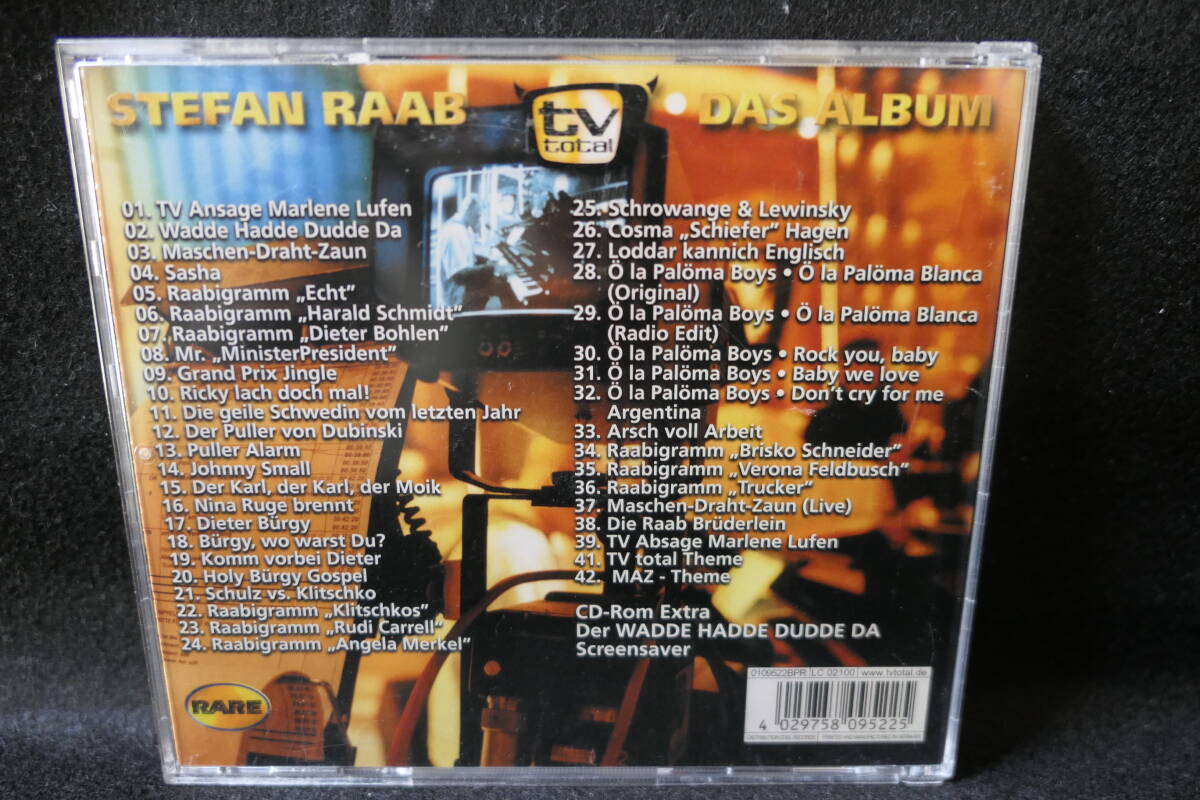 STEFAN RAAB
tv
total
DAS ALBUM
01. TV Ansage Marlene Lufen
02. Wadde Hadde Dudde Da
03. Maschen-Draht-Zaun
04. Sasha
05. Raabigramm „Echt"
06. Raabigramm „Harald Schmidt"
07. Raabigramm „Dieter Bohlen"
08. Mr. „MinisterPresident"
09. Grand Prix Jingle
10. Ricky lach doch mal!
11. Die geile Schwedin vom letzten Jahr
12. Der Puller von Dubinski
13. Puller Alarm
14. Johnny Small
15. Der Karl, der Karl, der Moik
16. Nina Ruge brennt
17. Dieter Bürgy
18. Bürgy, wo warst Du?
19. Komm vorbei Dieter
20. Holy Bürgy Gospel
21. Schulz vs. Klitschko
22. Raabigramm „Klitschkos"
23. Raabigramm „Rudi Carrell"
24. Raabigramm „Angela Merkel"
25. Schrowange & Lewinsky
26. Cosma „Schiefer" Hagen
27. Loddar kannich Englisch
28. Ö la Palöma Boys • Ö la Palöma Blanca
(Original)
29. Ö la Palöma Boys • Ö la Palöma Blanca
(Radio Edit)
30. Ö la Palöma Boys • Rock you, baby
31. Ö la Palöma Boys • Baby we love
32. Ö la Palöma Boys • Don't cry for me
Argentina
33. Arsch voll Arbeit
34. Raabigramm „Brisko Schneider"
35. Raabigramm „Verona Feldbusch"
36. Raabigramm „Trucker"
37. Maschen-Draht-Zaun (Live)
38. Die Raab Brüderlein
39. TV Absage Marlene Lufen
41. TV total Theme
42. MAZ - Theme
CD-Rom Extra
Der WADDE HADDE DUDDE DA
Screensaver
RARE
0109522BPR LC 02100 www.tvtotal.de
4 029758 095225